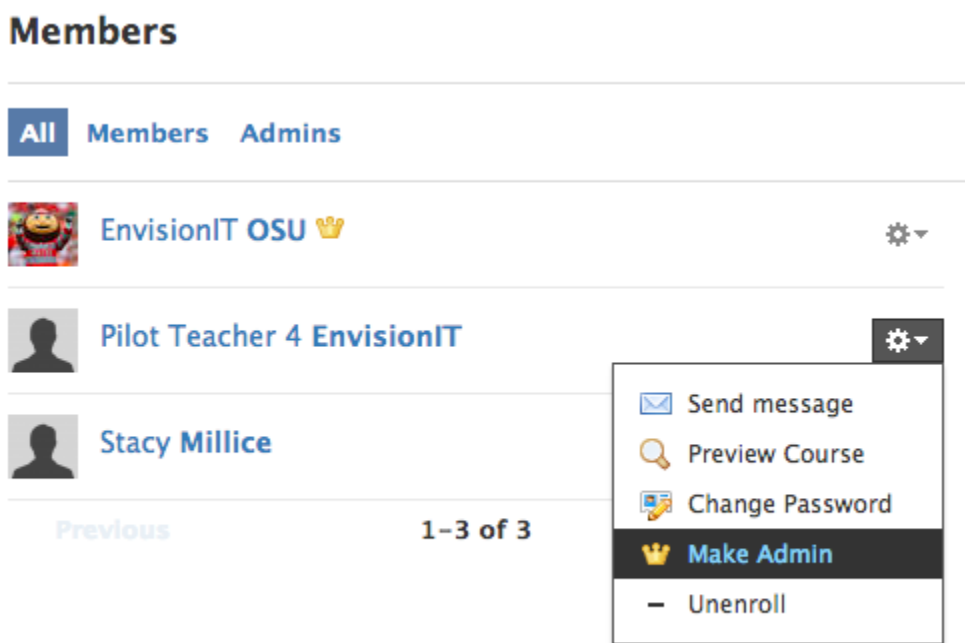 Members
All Members Admins
EnvisionIT OSU
Pilot Teacher 4 EnvisionIT
Stacy Millice
Previous 1–3 of 3
Send message
Preview Course
Change Password
Make Admin
Unenroll